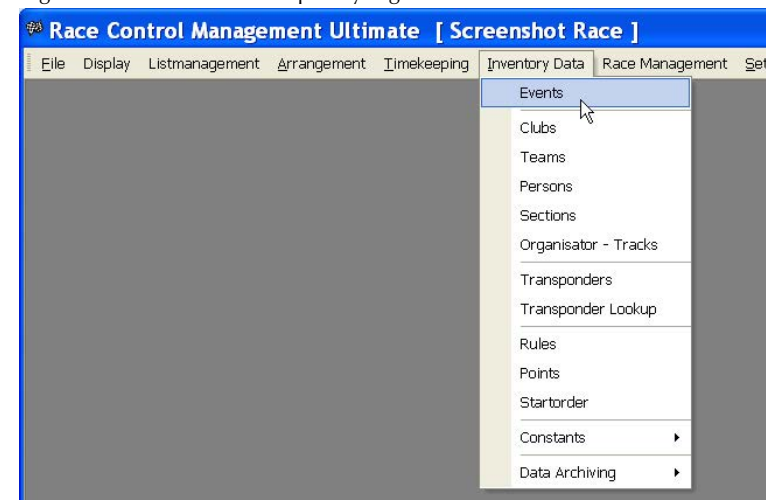 Race Control Management Ultimate [ Screenshot Race ]
File Display Listmanagement Arrangement Timekeeping Inventory Data Race Management Set
Events
Clubs
Teams
Persons
Sections
Organisator - Tracks
Transponders
Transponder Lookup
Rules
Points
Startorder
Constants
Data Archiving